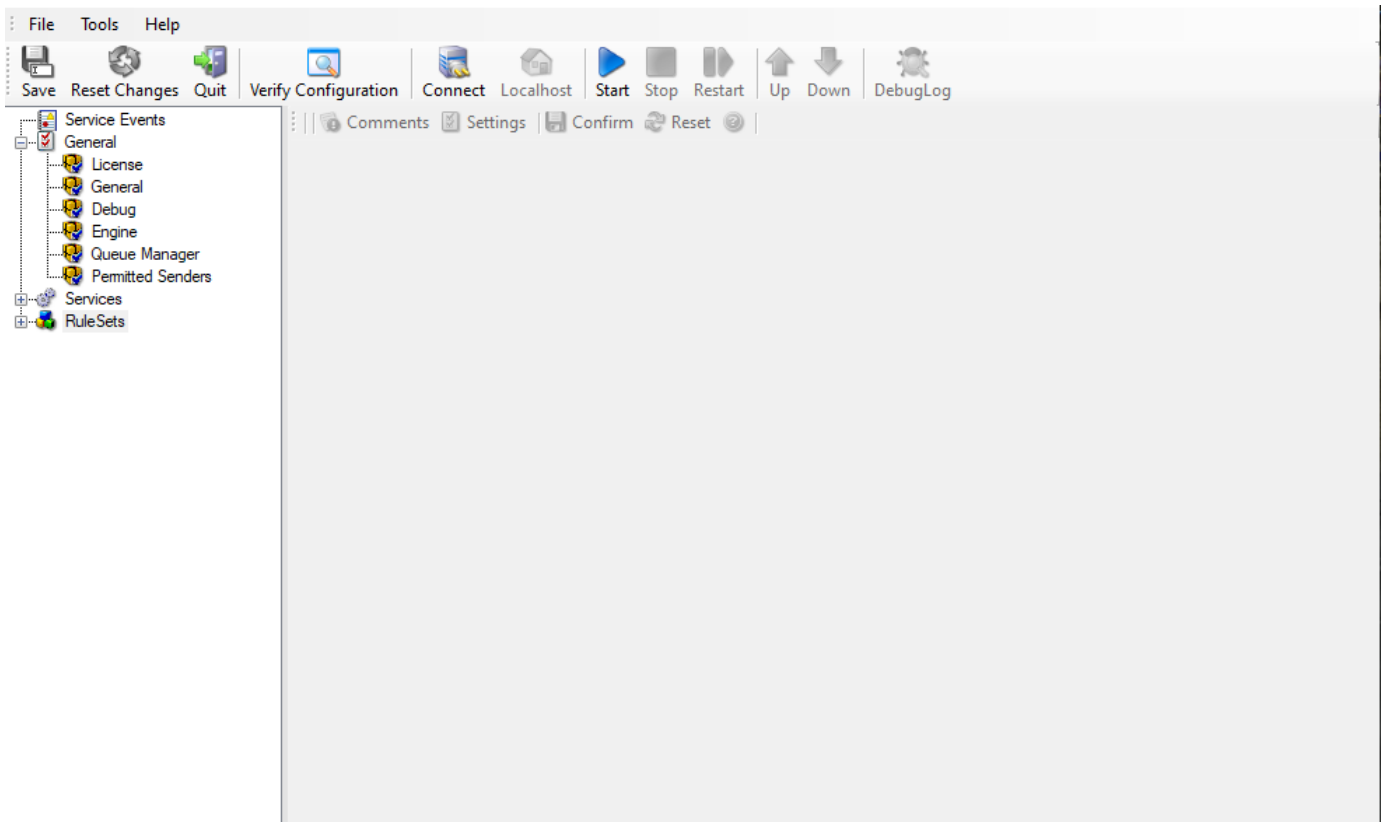 File Tools Help
Save Reset Changes Quit Verify Configuration Connect Localhost Start Stop Restart Up Down DebugLog
Service Events
Comments Settings Confirm Reset
General
License
General
Debug
Engine
Queue Manager
Permitted Senders
Services
RuleSets